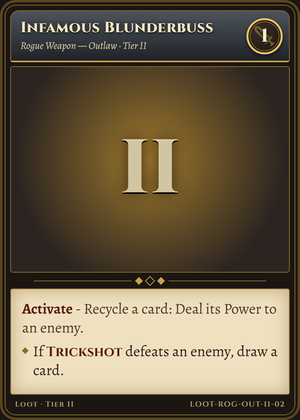 Infamous Blunderbuss
Rogue Weapon — Outlaw · Tier II
1
II
Activate - Recycle a card: Deal its Power to
an enemy.
If Trickshot defeats an enemy, draw a
card.
Loot · Tier II
LOOT-ROG-OUT-II-02